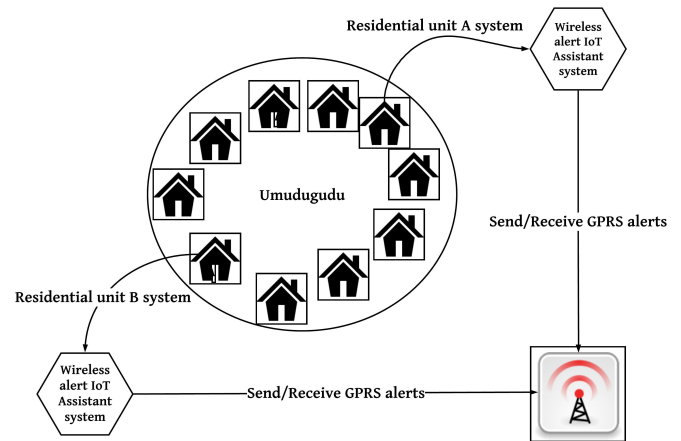 Residential unit A system
Wireless
alert IoT
Assistant
system
Umudugudu
Send/Receive GPRS alerts
Residential unit B system
Wireless
alert IoT
Assistant
system
Send/Receive GPRS alerts